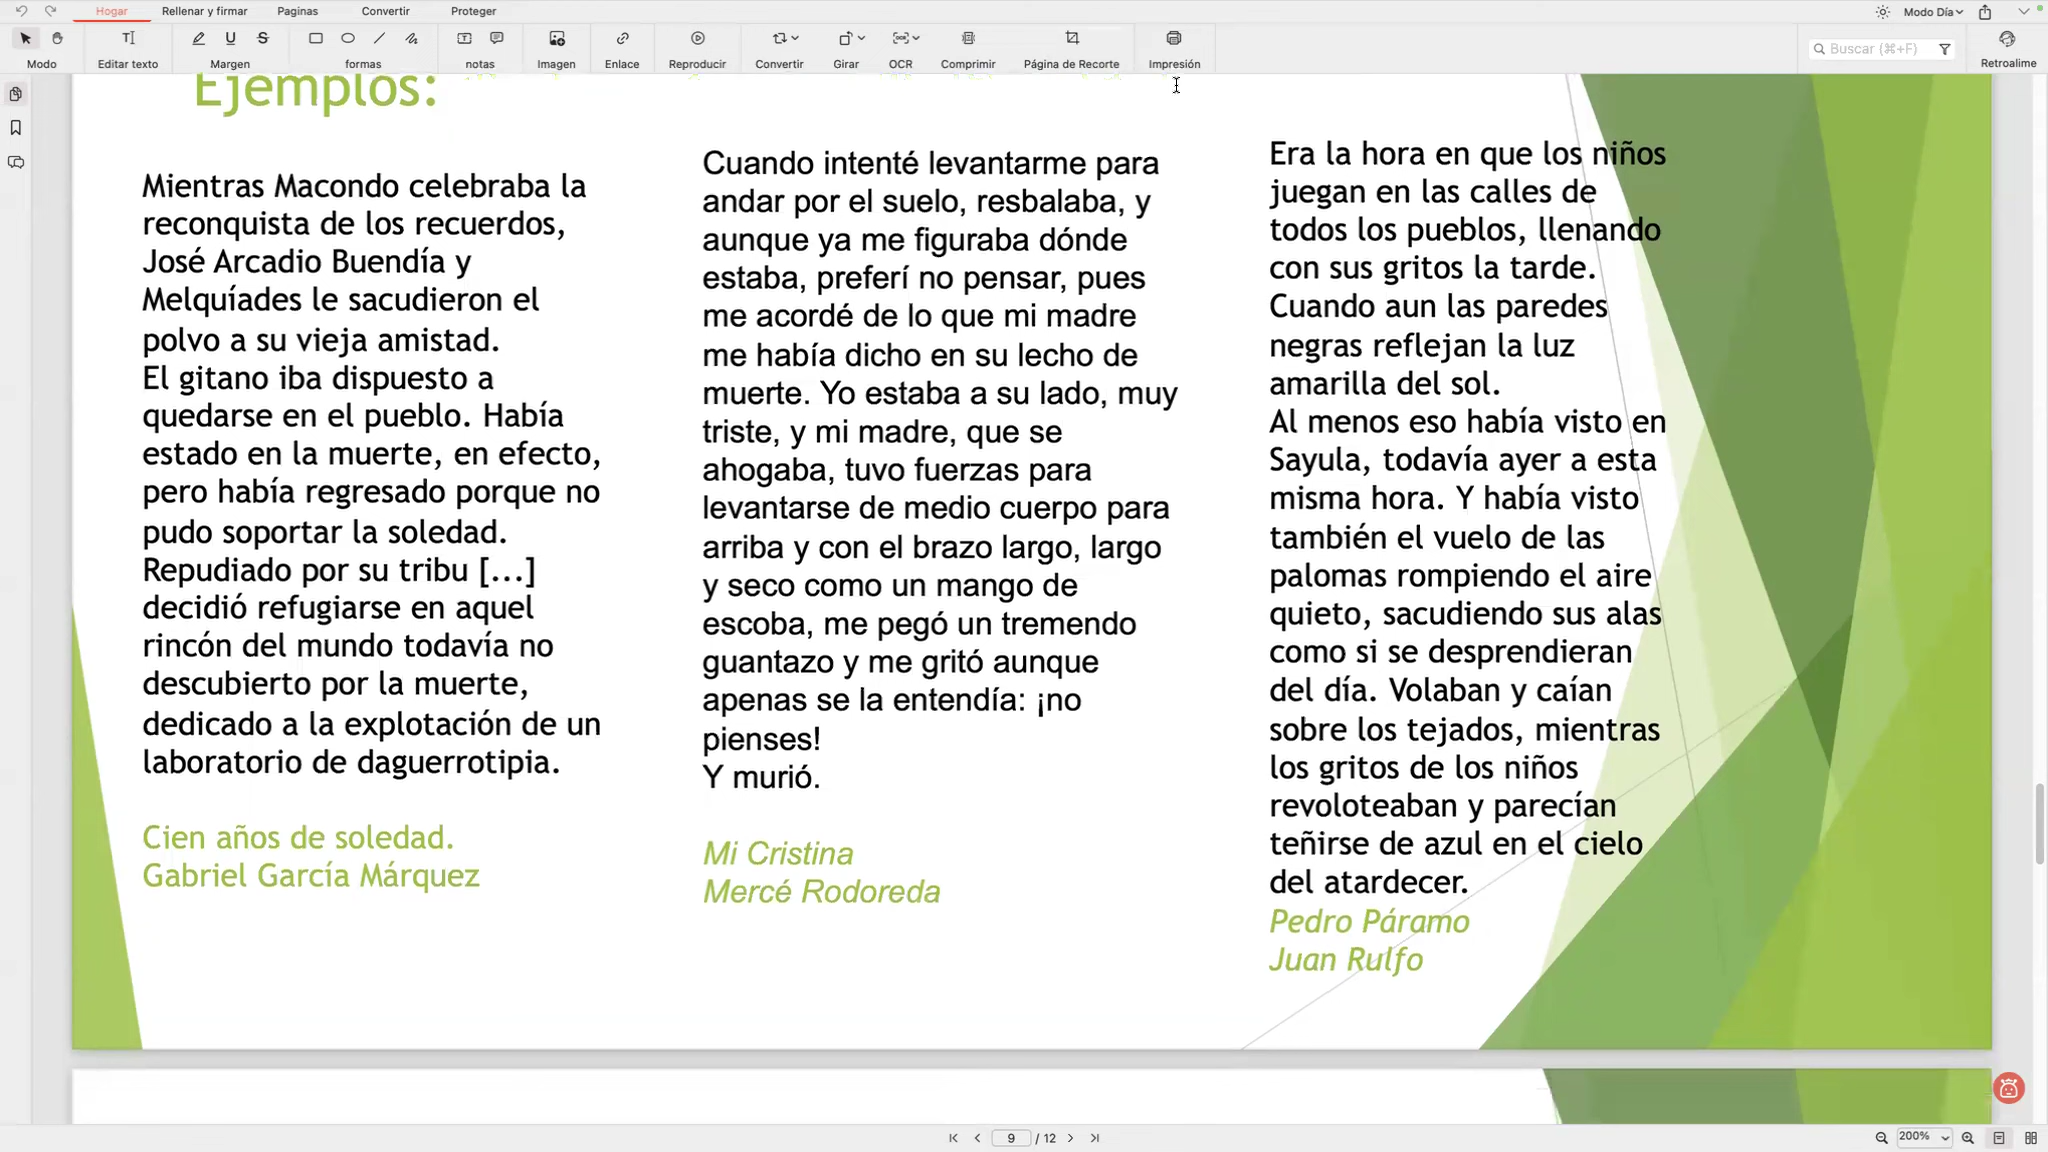 Hogar
Rellenar y firmar
Paginas
Convertir
Proteger
Modo Día
Modo
Editar texto
Margen
formas
notas
Imagen
Enlace
Reproducir
Convertir
Girar
OCR
Comprimir
Página de Recorte
Impresión
Buscar (⌘+F)
Retroalime
Ejemplos:
Mientras Macondo celebraba la
reconquista de los recuerdos,
José Arcadio Buendía y
Melquíades le sacudieron el
polvo a su vieja amistad.
El gitano iba dispuesto a
quedarse en el pueblo. Había
estado en la muerte, en efecto,
pero había regresado porque no
pudo soportar la soledad.
Repudiado por su tribu [...]
decidió refugiarse en aquel
rincón del mundo todavía no
descubierto por la muerte,
dedicado a la explotación de un
laboratorio de daguerrotipia.
Cien años de soledad.
Gabriel García Márquez
Cuando intenté levantarme para
andar por el suelo, resbalaba, y
aunque ya me figuraba dónde
estaba, preferí no pensar, pues
me acordé de lo que mi madre
me había dicho en su lecho de
muerte. Yo estaba a su lado, muy
triste, y mi madre, que se
ahogaba, tuvo fuerzas para
levantarse de medio cuerpo para
arriba y con el brazo largo, largo
y seco como un mango de
escoba, me pegó un tremendo
guantazo y me gritó aunque
apenas se la entendía: ¡no
pienses!
Y murió.
Mi Cristina
Mercé Rodoreda
Era la hora en que los niños
juegan en las calles de
todos los pueblos, llenando
con sus gritos la tarde.
Cuando aun las paredes
negras reflejan la luz
amarilla del sol.
Al menos eso había visto en
Sayula, todavía ayer a esta
misma hora. Y había visto
también el vuelo de las
palomas rompiendo el aire
quieto, sacudiendo sus alas
como si se desprendieran
del día. Volaban y caían
sobre los tejados, mientras
los gritos de los niños
revoloteaban y parecían
teñirse de azul en el cielo
del atardecer.
Pedro Páramo
Juan Rulfo
9 / 12
200%